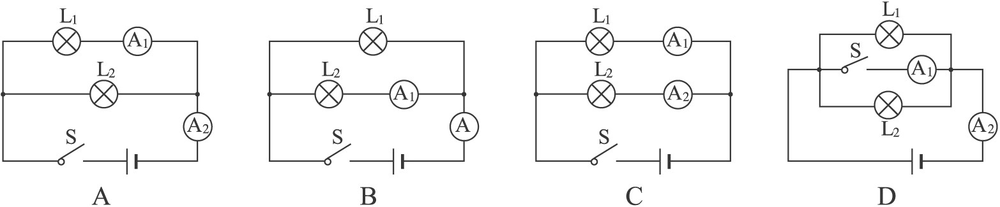 L₁ A₁ L₂ A₂ S
A
L₁ L₂ A₁ A S
B
L₁ A₁ L₂ A₂ S
C
L₁ S A₁ L₂ A₂
D